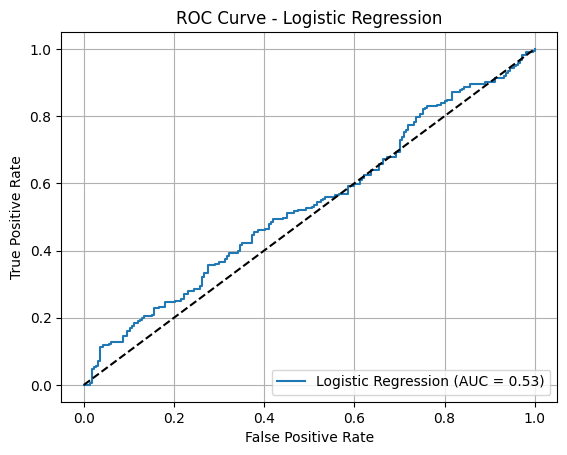 ROC Curve - Logistic Regression
True Positive Rate
1.0
0.8
0.6
0.4
0.2
0.0
Logistic Regression (AUC = 0.53)
0.0 0.2 0.4 0.6 0.8 1.0
False Positive Rate